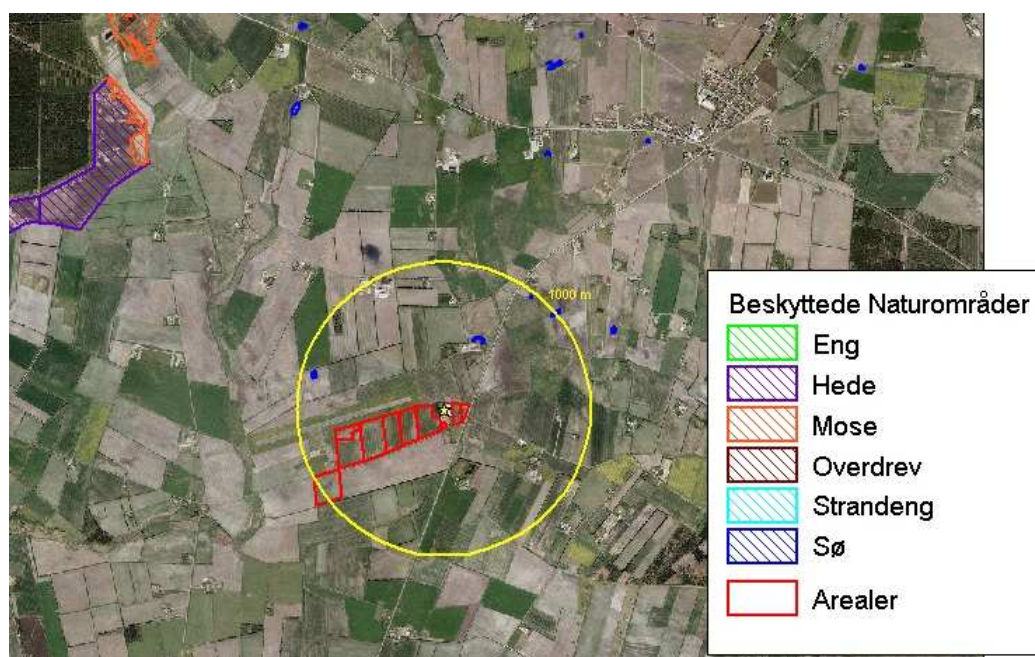 1000 m
Beskyttede Naturområder
Eng
Hede
Mose
Overdrev
Strandeng
Sø
Arealer